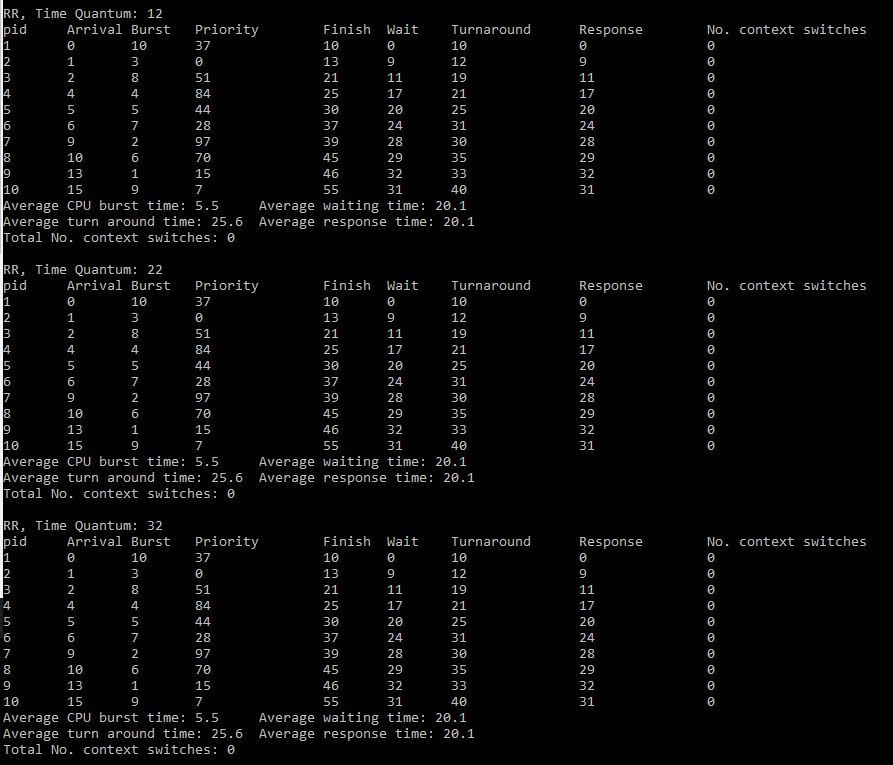 RR, Time Quantum: 12
pid Arrival Burst Priority Finish Wait Turnaround Response No. context switches
1 0 10 37 10 0 10 0 0
2 1 3 0 13 9 12 9 0
3 2 8 51 21 11 19 11 0
4 4 4 84 25 17 21 17 0
5 5 5 44 30 20 25 20 0
6 6 7 28 37 24 31 24 0
7 9 2 97 39 28 30 28 0
8 10 6 70 45 29 35 29 0
9 13 1 15 46 32 33 32 0
10 15 9 7 55 31 40 31 0
Average CPU burst time: 5.5 Average waiting time: 20.1
Average turn around time: 25.6 Average response time: 20.1
Total No. context switches: 0
RR, Time Quantum: 22
pid Arrival Burst Priority Finish Wait Turnaround Response No. context switches
1 0 10 37 10 0 10 0 0
2 1 3 0 13 9 12 9 0
3 2 8 51 21 11 19 11 0
4 4 4 84 25 17 21 17 0
5 5 5 44 30 20 25 20 0
6 6 7 28 37 24 31 24 0
7 9 2 97 39 28 30 28 0
8 10 6 70 45 29 35 29 0
9 13 1 15 46 32 33 32 0
10 15 9 7 55 31 40 31 0
Average CPU burst time: 5.5 Average waiting time: 20.1
Average turn around time: 25.6 Average response time: 20.1
Total No. context switches: 0
RR, Time Quantum: 32
pid Arrival Burst Priority Finish Wait Turnaround Response No. context switches
1 0 10 37 10 0 10 0 0
2 1 3 0 13 9 12 9 0
3 2 8 51 21 11 19 11 0
4 4 4 84 25 17 21 17 0
5 5 5 44 30 20 25 20 0
6 6 7 28 37 24 31 24 0
7 9 2 97 39 28 30 28 0
8 10 6 70 45 29 35 29 0
9 13 1 15 46 32 33 32 0
10 15 9 7 55 31 40 31 0
Average CPU burst time: 5.5 Average waiting time: 20.1
Average turn around time: 25.6 Average response time: 20.1
Total No. context switches: 0